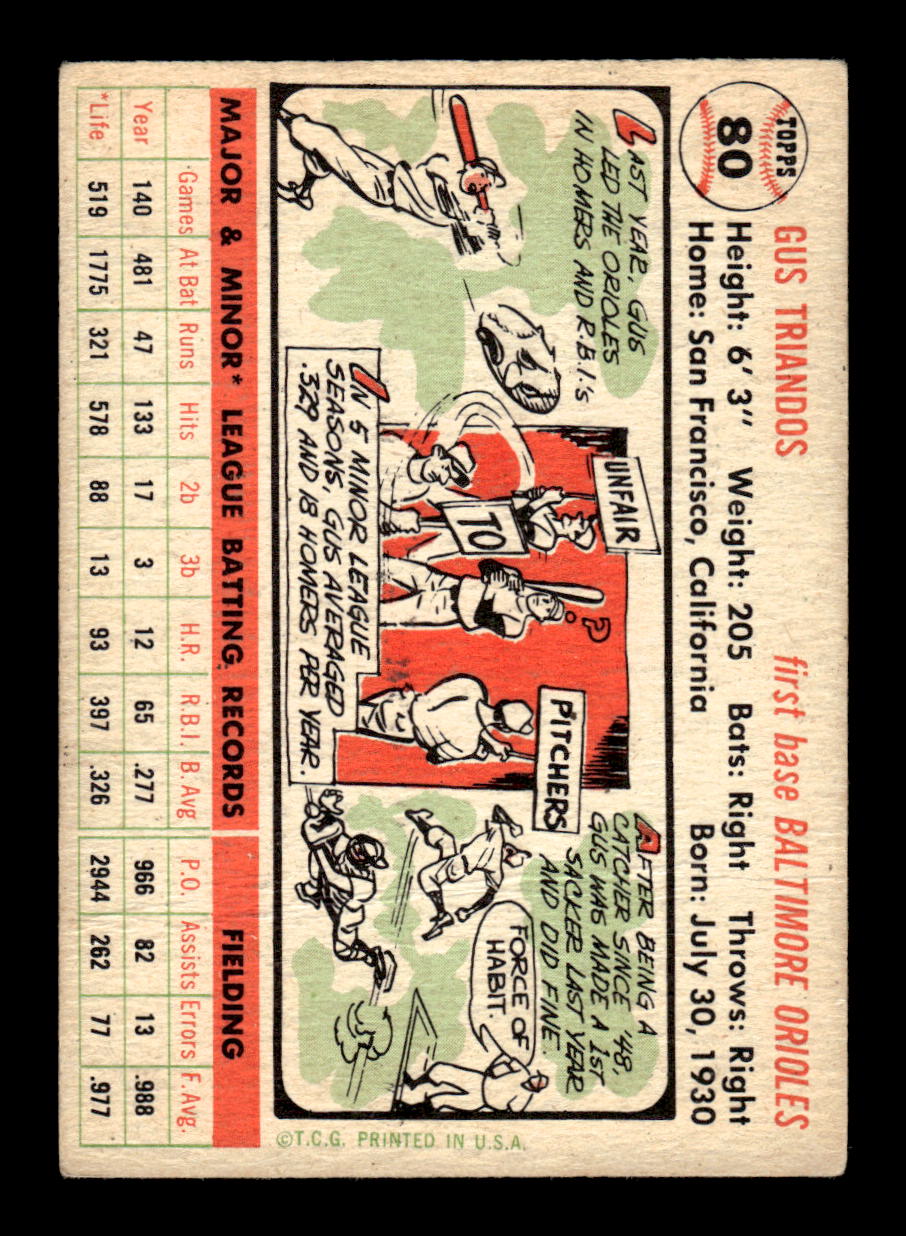 TOPPS
80
GUS TRIANDOS first base BALTIMORE ORIOLES
Height: 6' 3" Weight: 205 Bats: Right Throws: Right
Home: San Francisco, California Born: July 30, 1930
LAST YEAR, GUS
LED THE ORIOLES
IN HOMERS AND R.B.I.'s
UNFAIR
TO
?
PITCHERS
IN 5 MINOR LEAGUE
SEASONS, GUS AVERAGED
.329 AND 18 HOMERS PER YEAR.
AFTER BEING A
CATCHER SINCE '48,
GUS WAS MADE A 1ST
SACKER LAST YEAR
AND DID FINE.
FORCE OF
HABIT
©T.C.G. PRINTED IN U.S.A.
MAJOR & MINOR* LEAGUE BATTING RECORDS FIELDING
Games At Bat Runs Hits 2b 3b H.R. R.B.I. B. Avg P.O. Assists Errors F. Avg.
Year 140 481 47 133 17 3 12 65 .277 966 82 13 .988
*Life 519 1775 321 578 88 13 93 397 .326 2944 262 77 .977